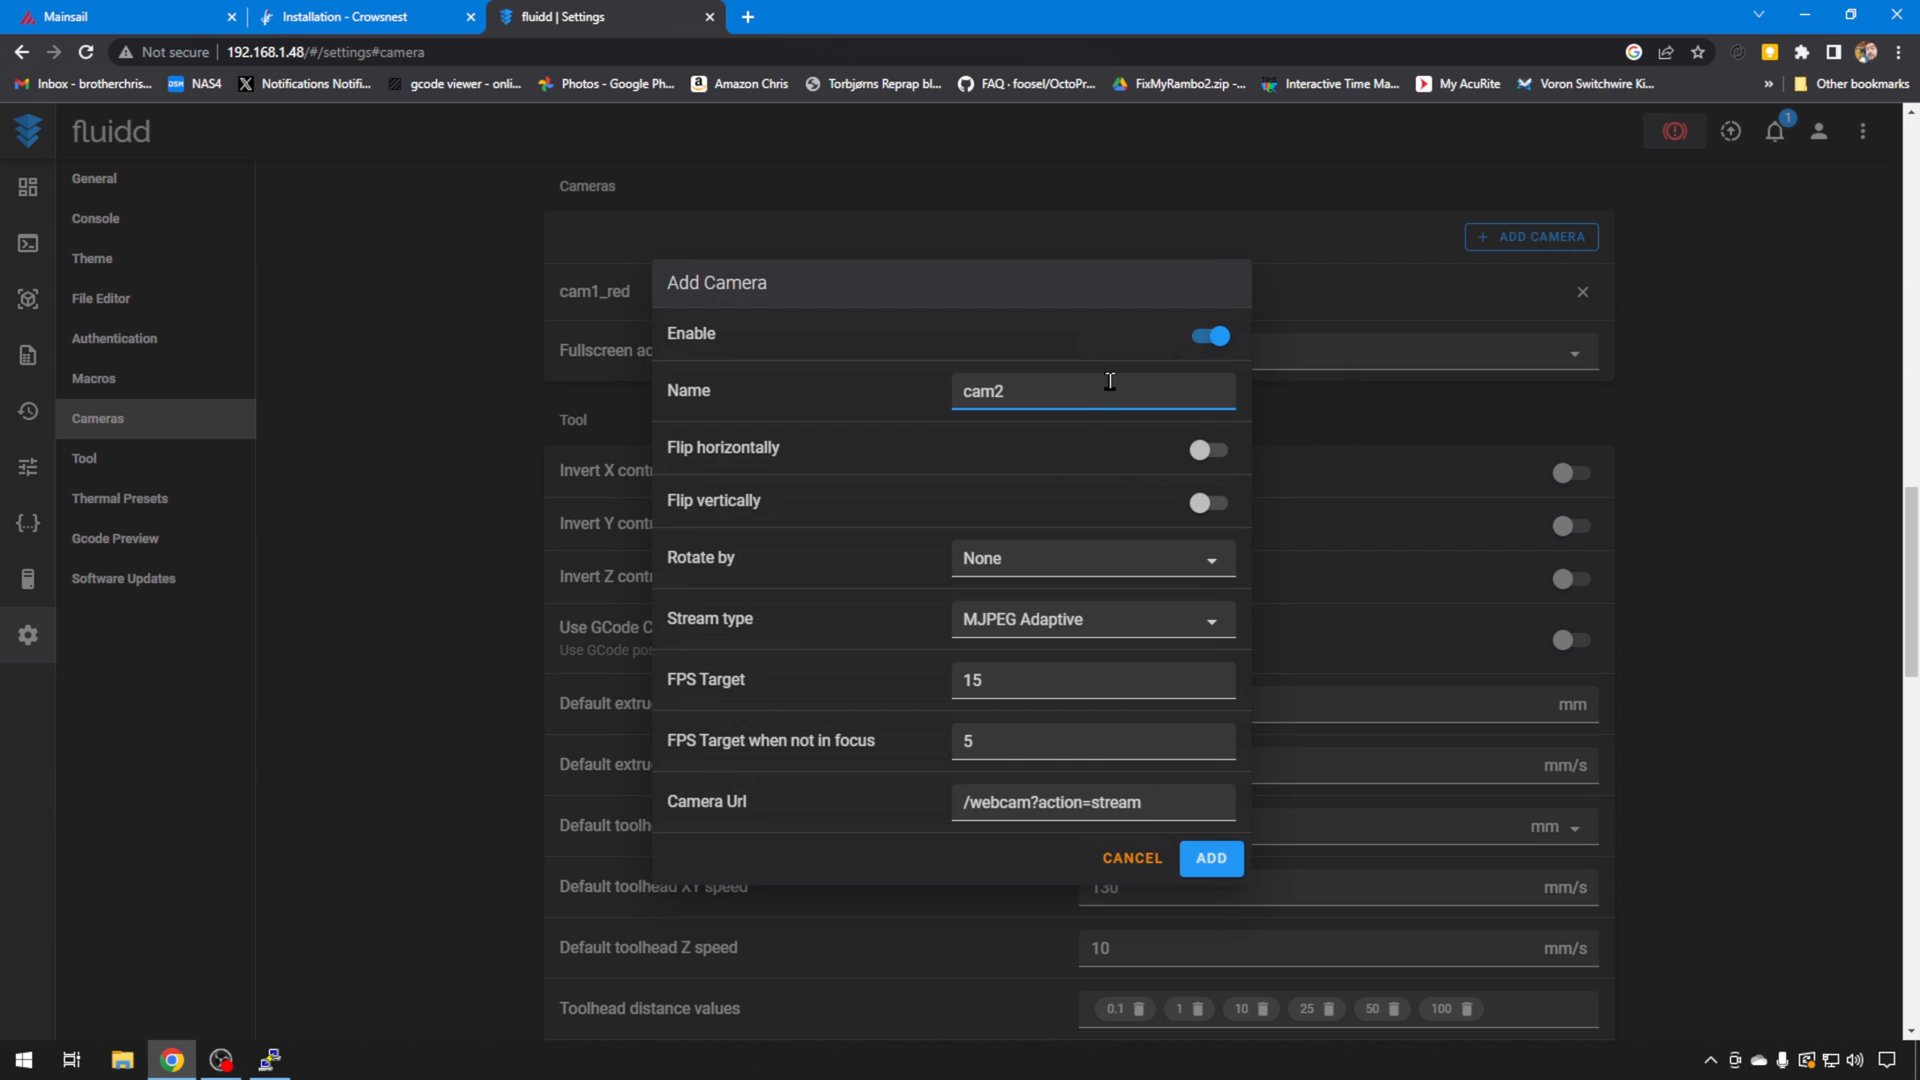 Mainsail
Installation - Crowsnest
fluidd | Settings
Not secure 192.168.1.48/#/settings#camera
Inbox - brotherchris... NAS4 Notifications Notifi... gcode viewer - onli... Photos - Google Ph... Amazon Chris Torbjørns Reprap bl... FAQ · foosel/OctoPr... FixMyRambo2.zip -... Interactive Time Ma... My AcuRite Voron Switchwire Ki... » Other bookmarks
fluidd
1
General
Console
Theme
File Editor
Authentication
Macros
Cameras
Tool
Thermal Presets
Gcode Preview
Software Updates
Cameras
+ ADD CAMERA
cam1_red
Fullscreen ac
Tool
Invert X cont
Invert Y cont
Invert Z cont
Use GCode C
Use GCode pos
Default extru
mm
Default extru
mm/s
Default toolh
mm
Default toolhead XY speed
130
mm/s
Default toolhead Z speed
10
mm/s
Toolhead distance values
0.1 1 10 25 50 100
Add Camera
Enable
Name
cam2
Flip horizontally
Flip vertically
Rotate by
None
Stream type
MJPEG Adaptive
FPS Target
15
FPS Target when not in focus
5
Camera Url
/webcam?action=stream
CANCEL
ADD